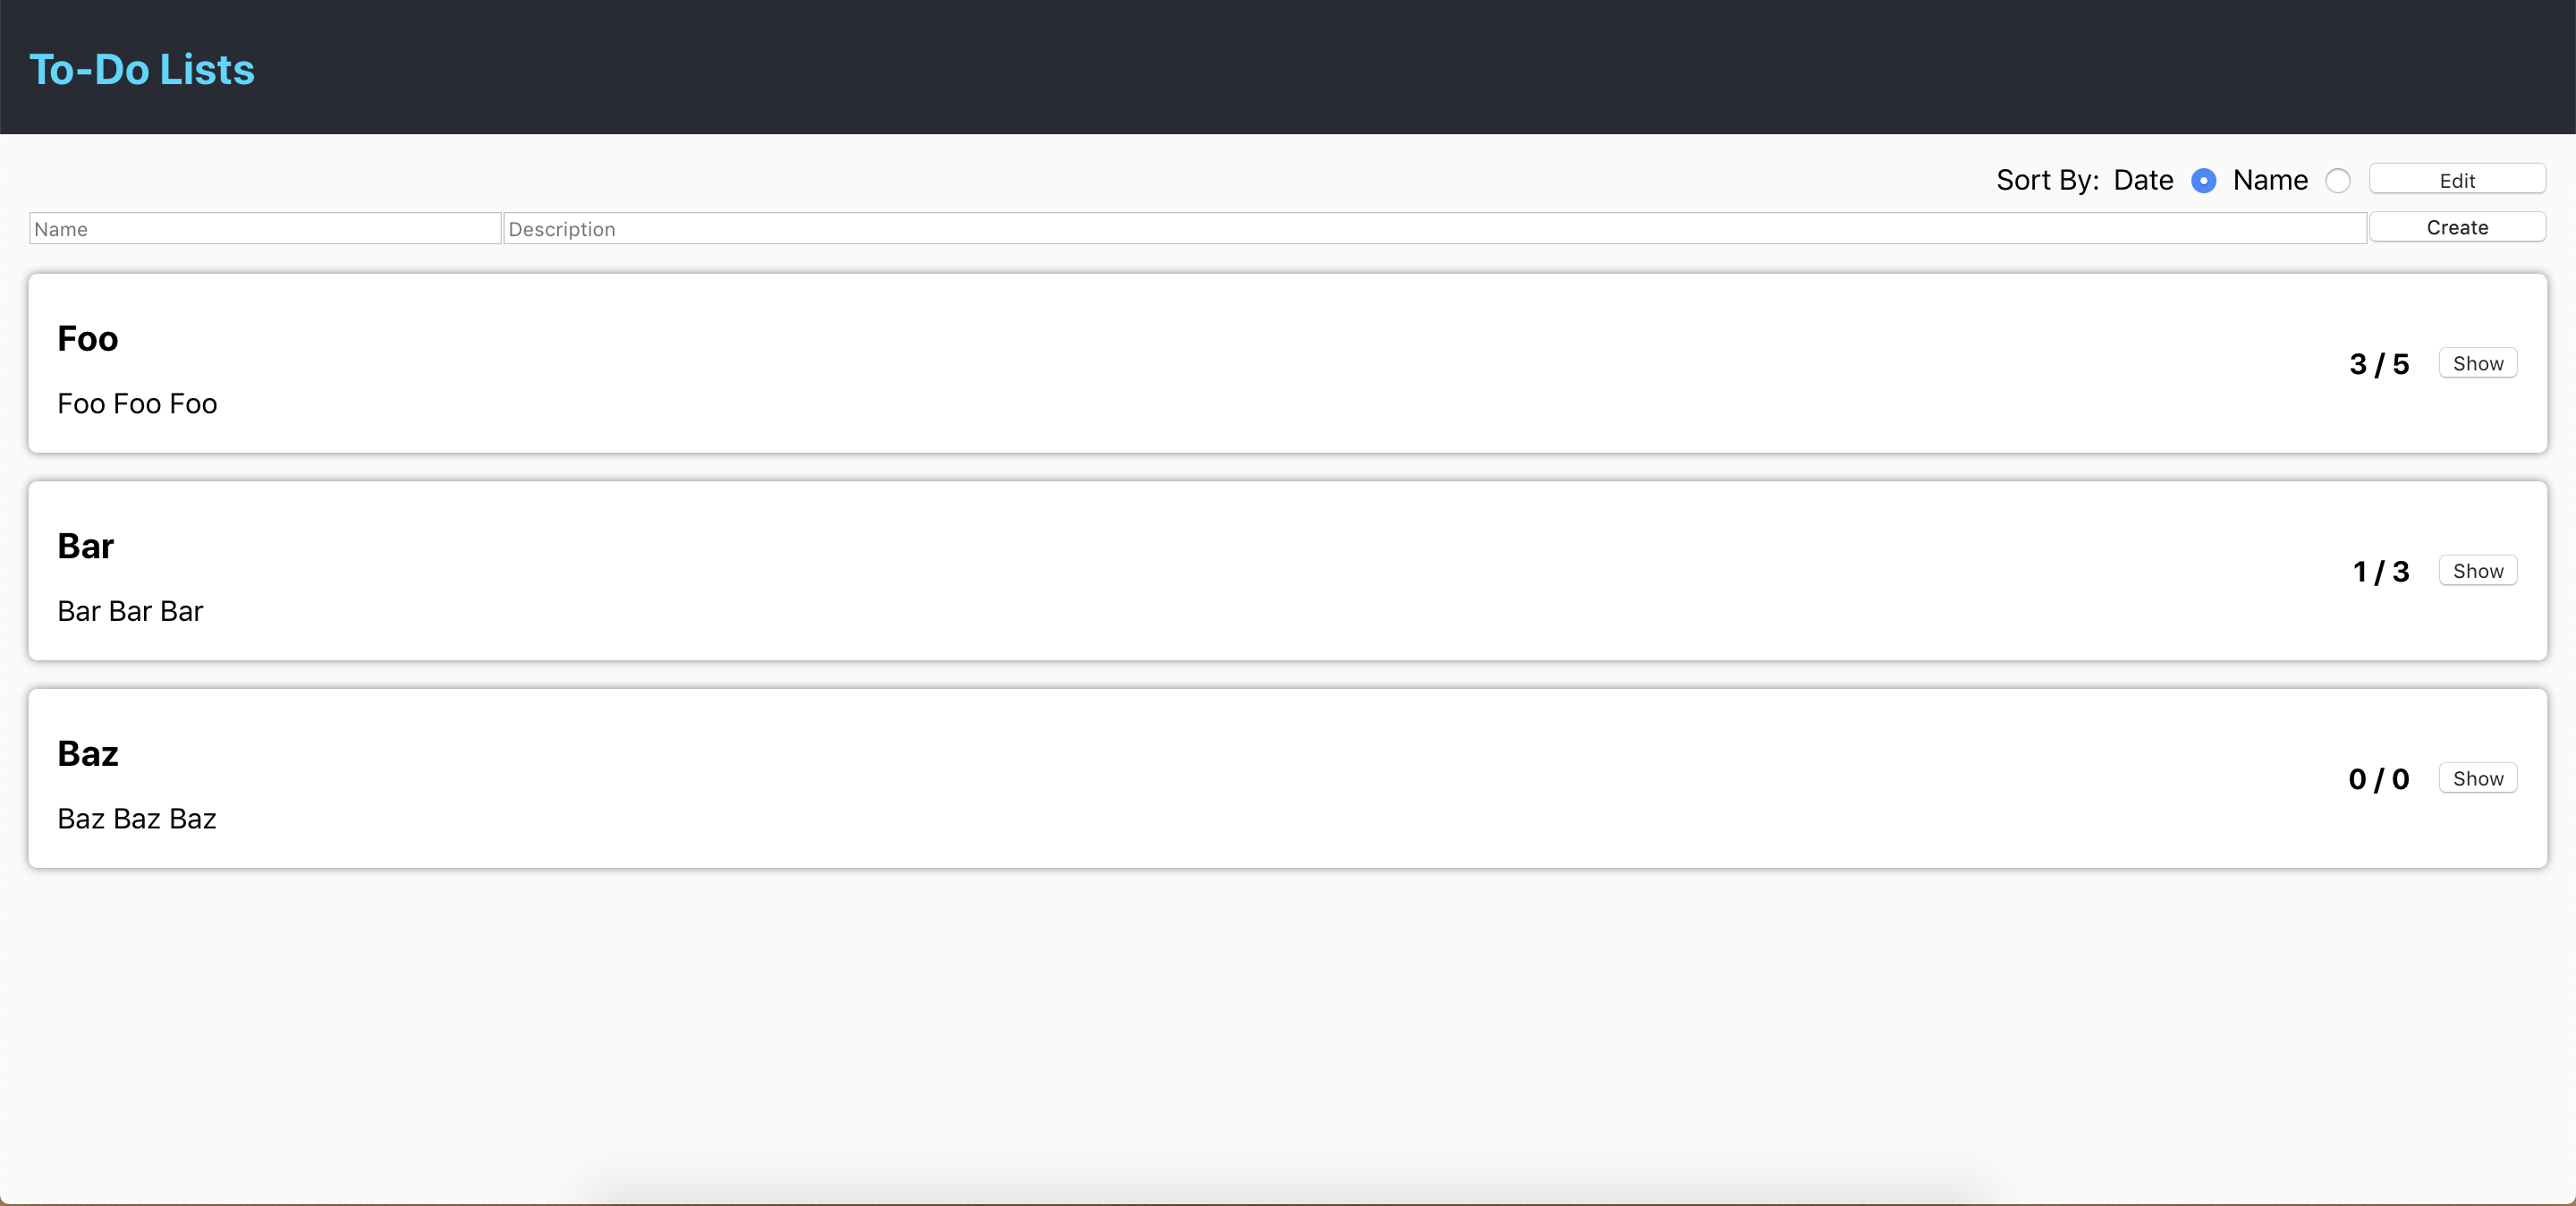 To-Do Lists
Sort By: Date Name Edit
Name Description Create
Foo
3 / 5 Show
Foo Foo Foo
Bar
1 / 3 Show
Bar Bar Bar
Baz
0 / 0 Show
Baz Baz Baz